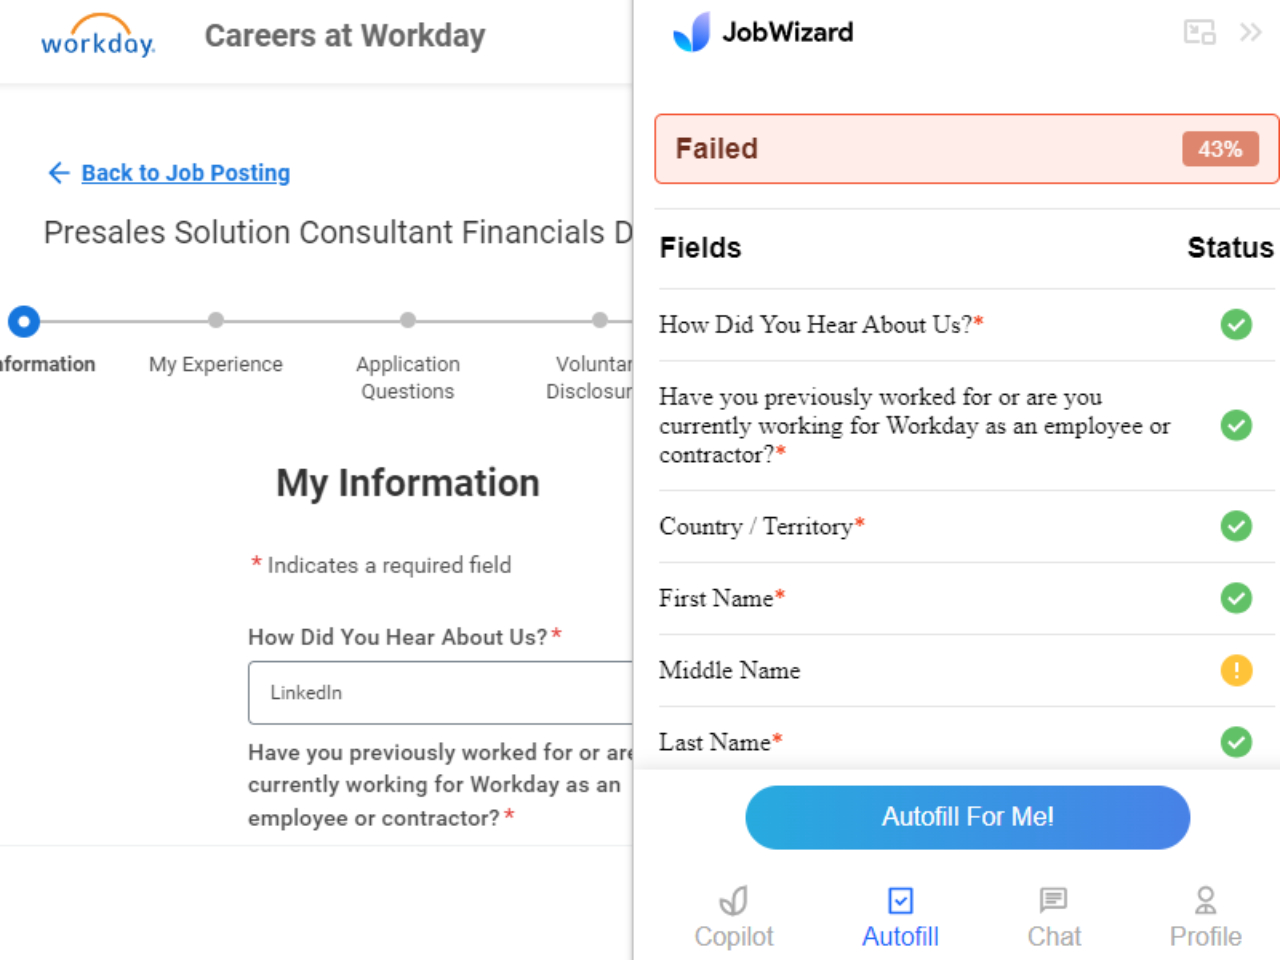 workday.
Careers at Workday
Back to Job Posting
Presales Solution Consultant Financials D
nformation
My Experience
Application
Questions
Voluntar
Disclosur
My Information
* Indicates a required field
How Did You Hear About Us?*
LinkedIn
Have you previously worked for or are
currently working for Workday as an
employee or contractor?*
JobWizard
Failed
43%
Fields
Status
How Did You Hear About Us?*
Have you previously worked for or are you
currently working for Workday as an employee or
contractor?*
Country / Territory*
First Name*
Middle Name
Last Name*
Autofill For Me!
Copilot
Autofill
Chat
Profile